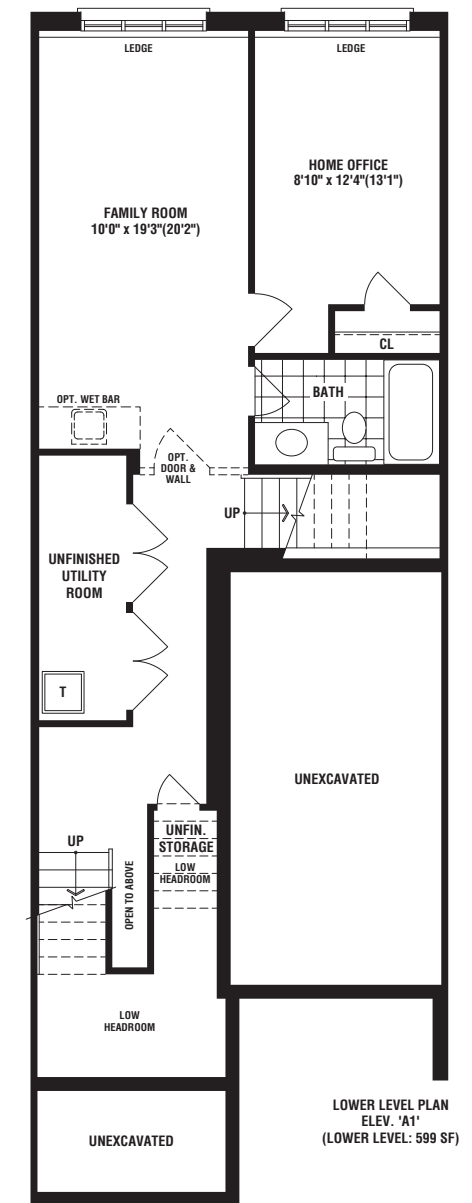 LEDGE
LEDGE
HOME OFFICE
8'10" x 12'4"(13'1")
FAMILY ROOM
10'0" x 19'3"(20'2")
CL
BATH
OPT. WET BAR
OPT.
DOOR &
WALL
UP
UNFINISHED
UTILITY
ROOM
T
UNEXCAVATED
UNFIN.
STORAGE
LOW
HEADROOM
UP
OPEN TO ABOVE
LOW
HEADROOM
LOWER LEVEL PLAN
ELEV. 'A1'
(LOWER LEVEL: 599 SF)
UNEXCAVATED